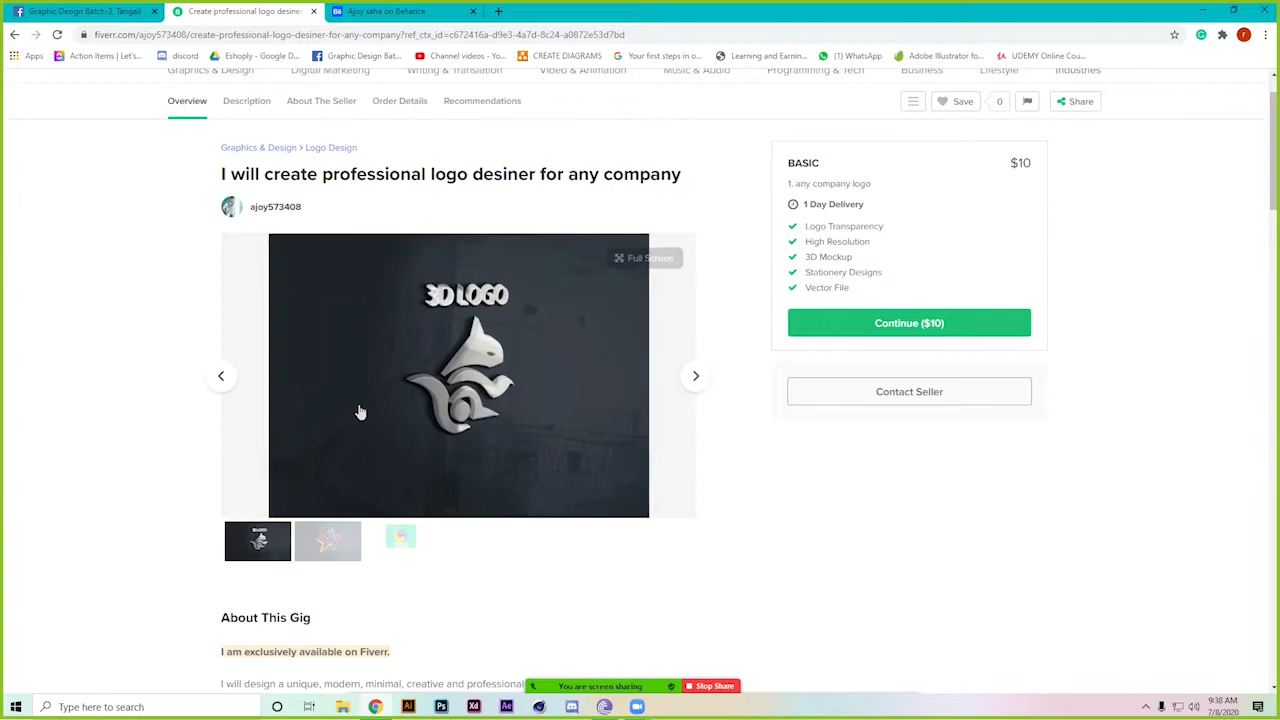 Graphic Design Batch-3, Tangail
Create professional logo desiner
Ajoy saha on Behance
fiverr.com/ajoy573408/create-professional-logo-desiner-for-any-company?ref_ctx_id=c672416a-d9e3-4a7d-8c24-a0872e53d7bd
Apps
Action Items | Let's...
discord
Eshoply - Google D...
Graphic Design Bat...
Channel videos - Yo...
CREATE DIAGRAMS
Your first steps in o...
Learning and Earnin...
(1) WhatsApp
Adobe Illustrator fo...
UDEMY Online Cou...
Graphics & Design
Digital Marketing
Writing & Translation
Video & Animation
Music & Audio
Programming & Tech
Business
Lifestyle
Industries
Overview
Description
About The Seller
Order Details
Recommendations
Save
0
Share
Graphics & Design › Logo Design
I will create professional logo desiner for any company
ajoy573408
Full Screen
3D LOGO
BASIC
$10
1. any company logo
1 Day Delivery
Logo Transparency
High Resolution
3D Mockup
Stationery Designs
Vector File
Continue ($10)
Contact Seller
About This Gig
I am exclusively available on Fiverr.
I will design a unique, modern, minimal, creative and professional
You are screen sharing
Stop Share
Type here to search
9:38 AM
7/8/2020